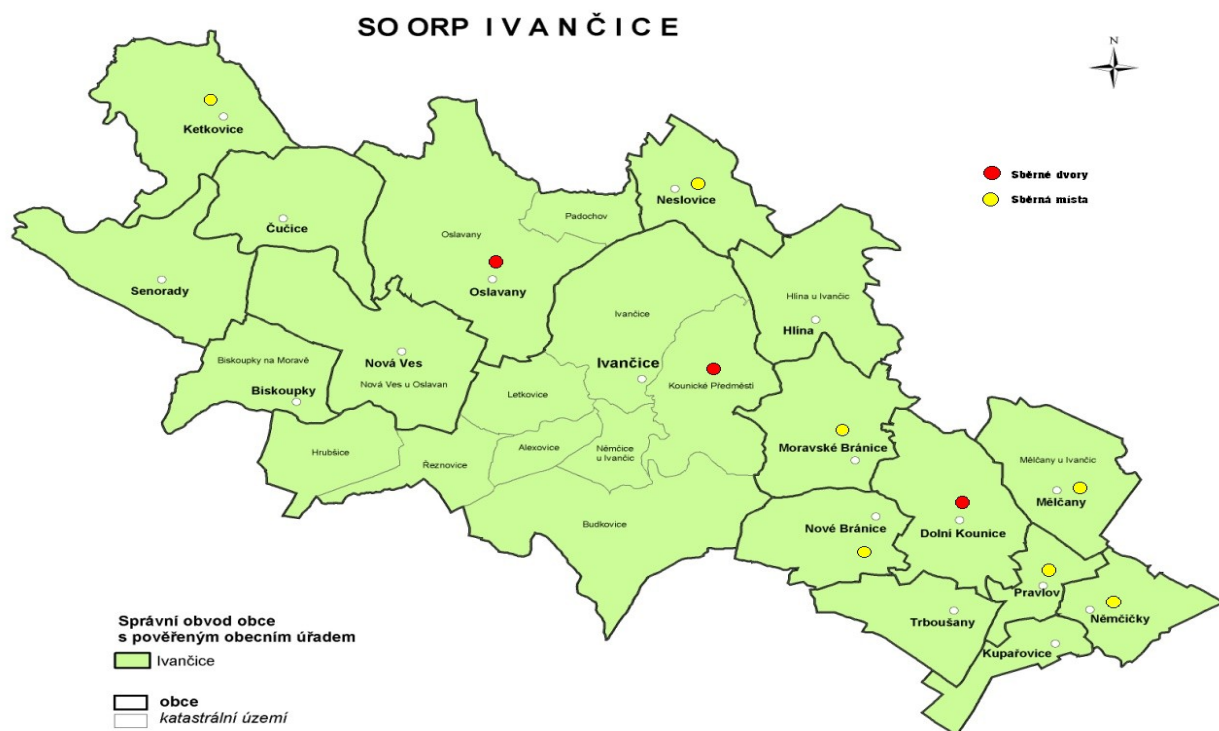 SO ORP I V A N Č I C E
N
Ketkovice
Sběrné dvory
Sběrná místa
Neslovice
Padochov
Čučice
Oslavany
Senorady
Oslavany
Hlína u Ivančic
Ivančice
Hlína
Biskoupky na Moravě
Nová Ves
Ivančice
Nová Ves u Oslavan
Kounické Předměstí
Biskoupky
Letkovice
Hrubšice
Alexovice
Němčice
u Ivančic
Moravské Bránice
Řeznovice
Mělčany u Ivančic
Mělčany
Budkovice
Nové Bránice
Dolní Kounice
Pravlov
Trboušany
Němčičky
Kupařovice
Správní obvod obce
s pověřeným obecním úřadem
Ivančice
obce
katastrální území